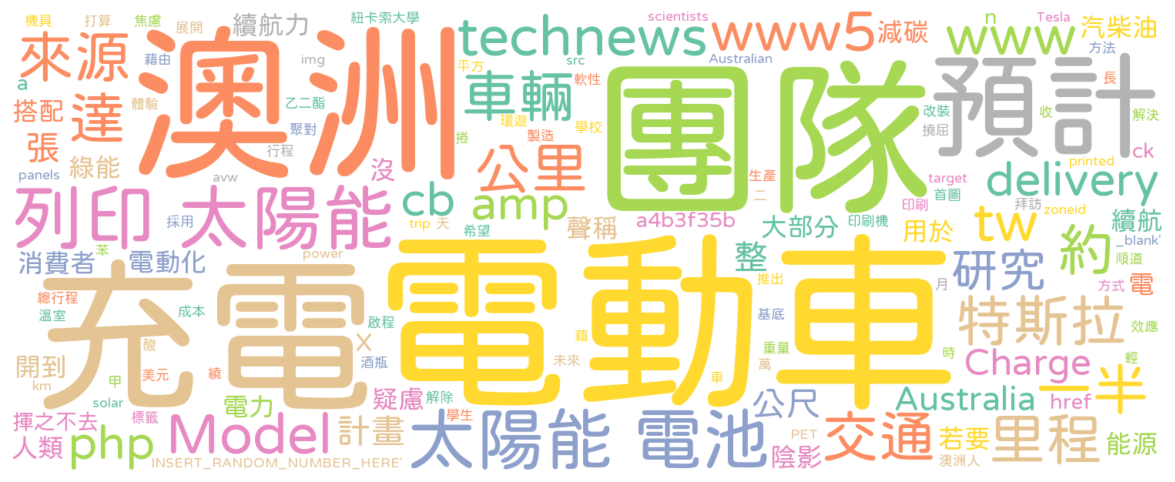 機具 打算 焦慮 展開 紐卡索大學 scientists Tesla
來源 澳洲 續航力 technews www5 減碳 www n 汽柴油
藉由 img src Australian 方法
a 平方 軟性 長
搭配 達 體驗 乙二酯 車輛 團隊 預計 改裝 收 解決
張 綠能 聚對 環遊 製造 學校 撓屈
panels 行程 捲 公里 生產 target printed ck
avw 沒 二 首圖 拜訪 delivery
列印 太陽能 cb amp a4b3f35b 印刷 zoneid
採用 trip 天 聲稱 大部分 印刷機 用於 tw 續航
苯 希望 _blank'
消費者 電動化 power 整 研究 約 順道
總行程 充電 電動車 推出 月 方式 電
溫室 成本 啟程 藉 基底 特斯拉 效應
X 未來 重量 時 輕
開到 酸 酒瓶 萬 Charge 一半
km 甲 美元 繞 車
solar 標籤 電力 疑慮 解除 公尺 Australia href
揮之不去 學生
人類 php Model 計畫 太陽能 電池 PET 交通 若要 里程 能源
INSERT_RANDOM_NUMBER_HERE' 陰影 澳洲人